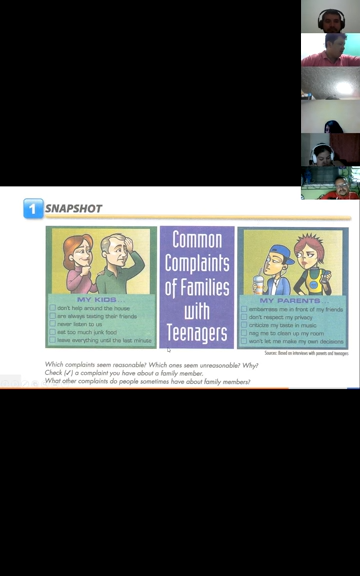 1 SNAPSHOT
Common
Complaints
of Families
with
Teenagers
MY KIDS
don't help around the house
are always texting their friends
never listen to us
eat too much junk food
leave everything until the last minute
MY PARENTS
embarrass me in front of my friends
don't respect my privacy
criticize my taste in music
nag me to clean up my room
won't let me make my own decisions
Sources: Based on interviews with parents and teenagers
Which complaints seem reasonable? Which ones seem unreasonable? Why?
Check (✓) a complaint you have about a family member.
What other complaints do people sometimes have about family members?